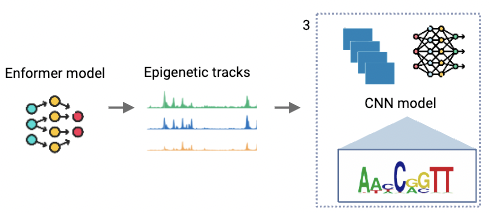 3
Enformer model
Epigenetic tracks
CNN model
AACCGGTT